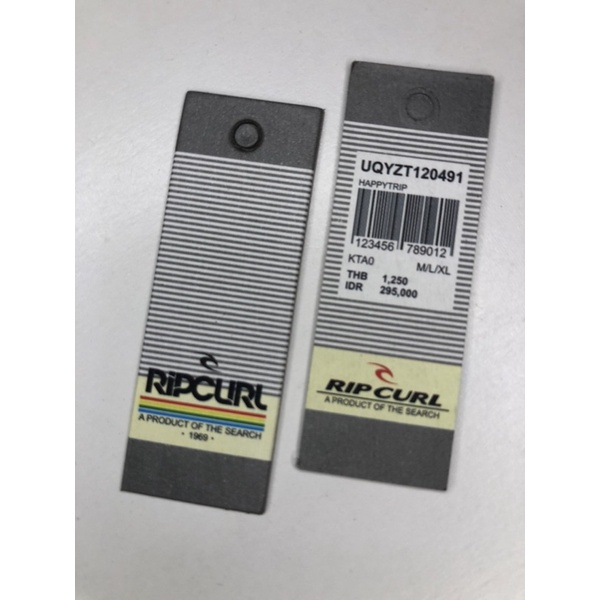 RIPCURL
A PRODUCT OF THE SEARCH
· 1969 ·
UQYZT120491
HAPPYTRIP
123456 789012
KTA0 M/L/XL
THB 1,250
IDR 295,000
RIP CURL
A PRODUCT OF THE SEARCH